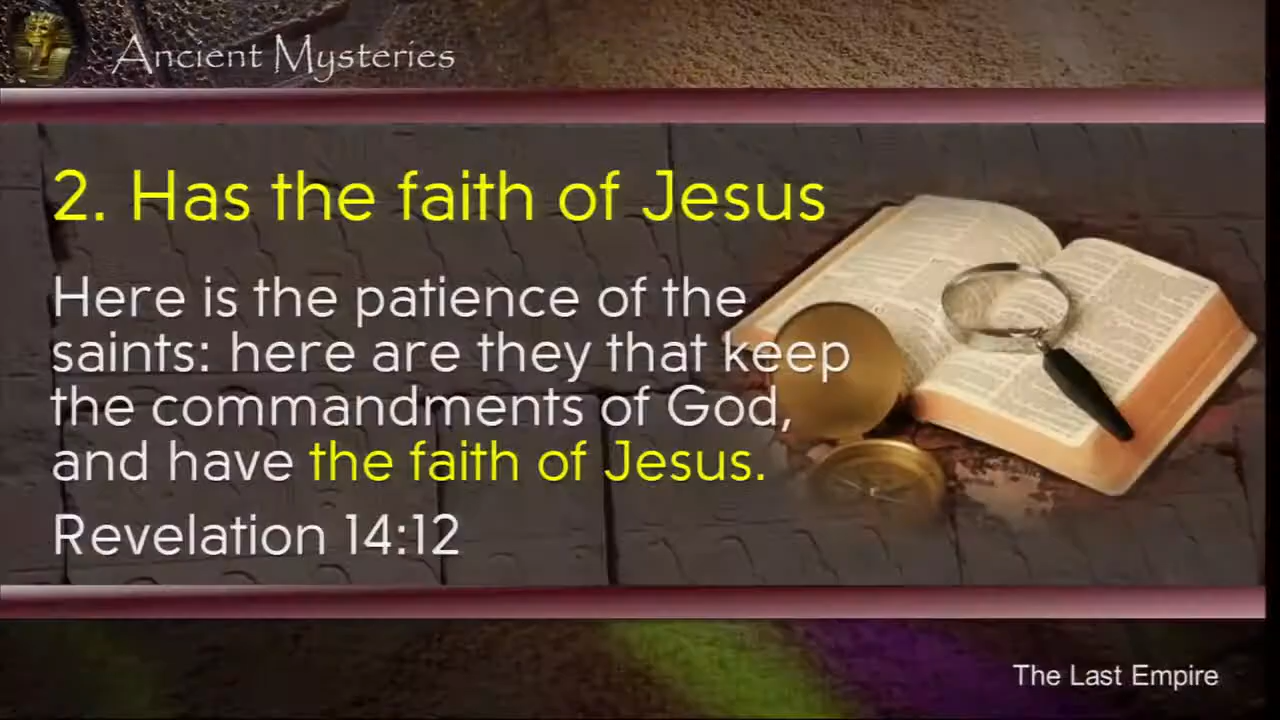 Ancient Mysteries
2. Has the faith of Jesus
Here is the patience of the
saints: here are they that keep
the commandments of God,
and have the faith of Jesus.
Revelation 14:12
The Last Empire